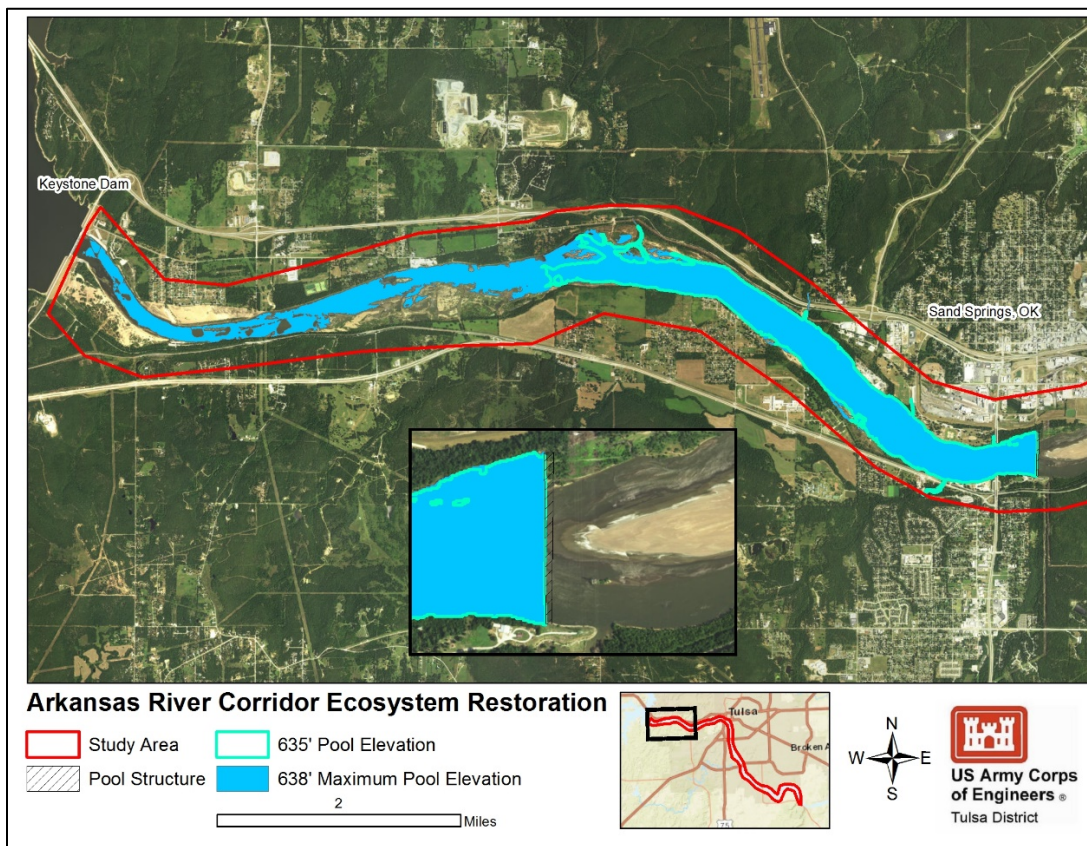 Keystone Dam
Sand Springs, OK
Arkansas River Corridor Ecosystem Restoration
Study Area
635' Pool Elevation
Pool Structure
638' Maximum Pool Elevation
2
Miles
Tulsa
Broken A
75
N
W
E
S
US Army Corps
of Engineers ®
Tulsa District